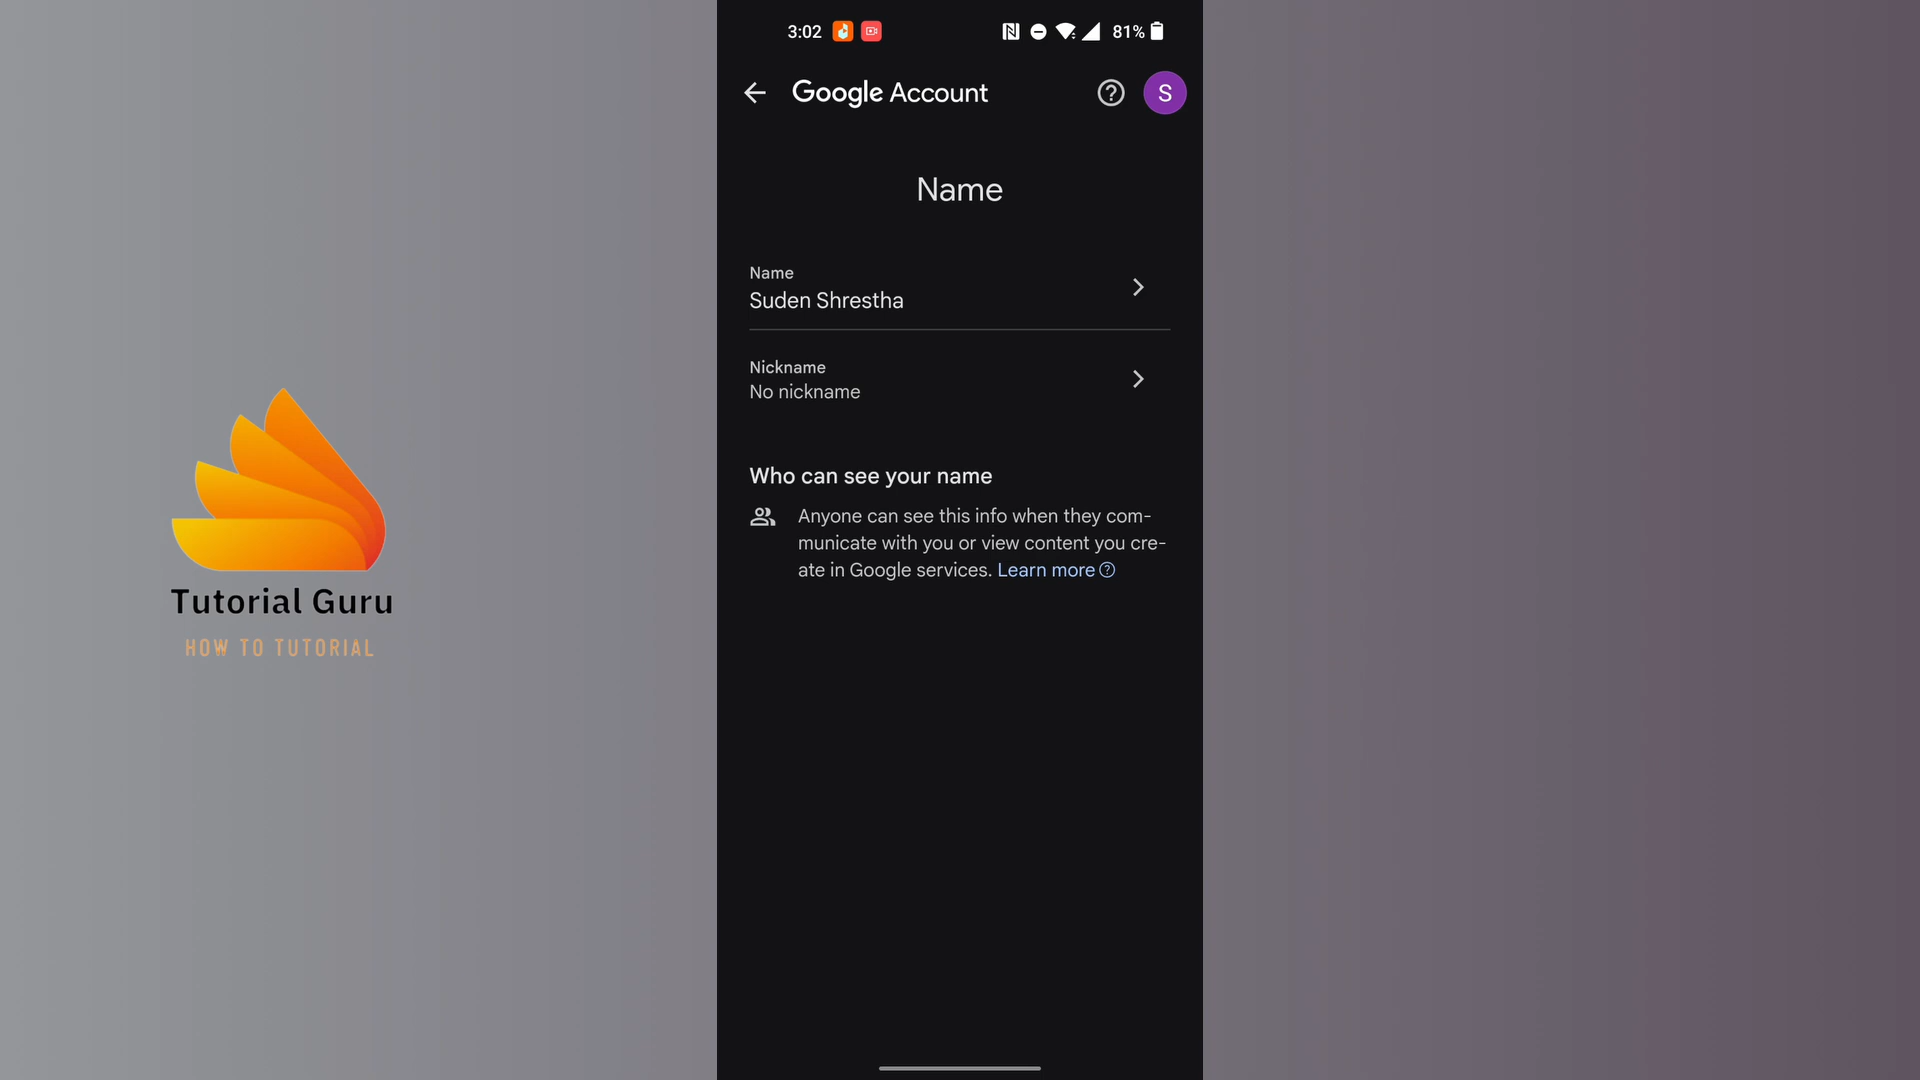 3:02
81%
Google Account
S
Name
Name
Suden Shrestha
Nickname
No nickname
Who can see your name
Anyone can see this info when they com-
municate with you or view content you cre-
ate in Google services. Learn more
Tutorial Guru
HOW TO TUTORIAL